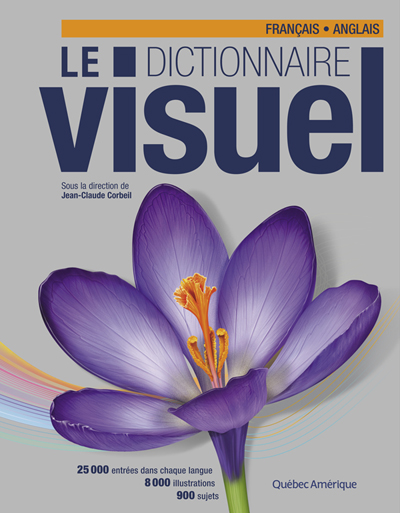 FRANÇAIS • ANGLAIS
LE DICTIONNAIRE
visuel
Sous la direction de
Jean-Claude Corbeil
25 000 entrées dans chaque langue
8 000 illustrations
900 sujets
Québec Amérique